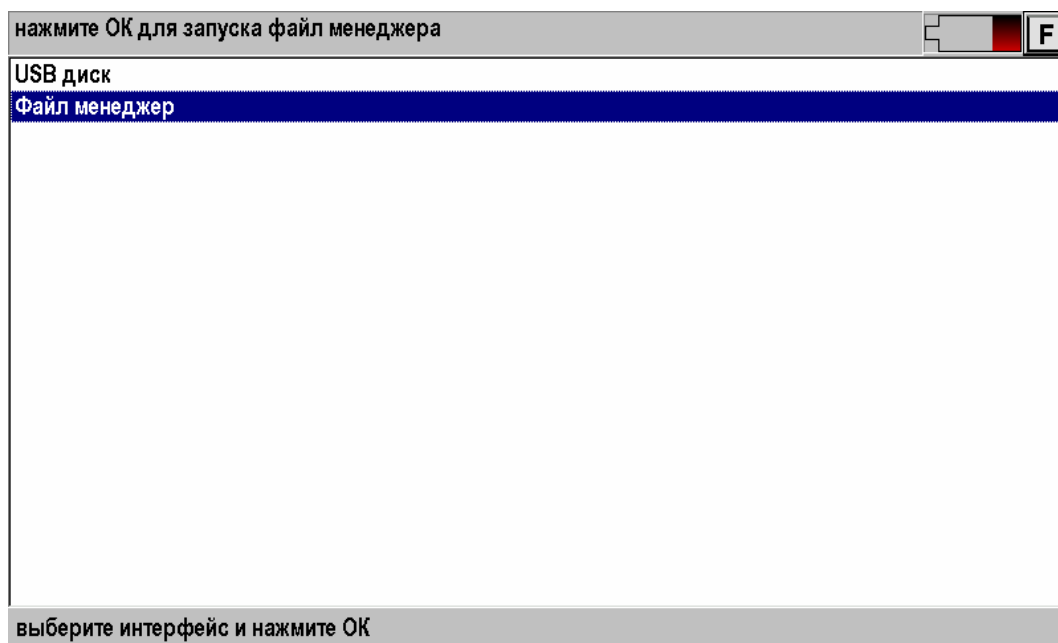 нажмите ОК для запуска файл менеджера
F
USB диск
Файл менеджер
выберите интерфейс и нажмите ОК